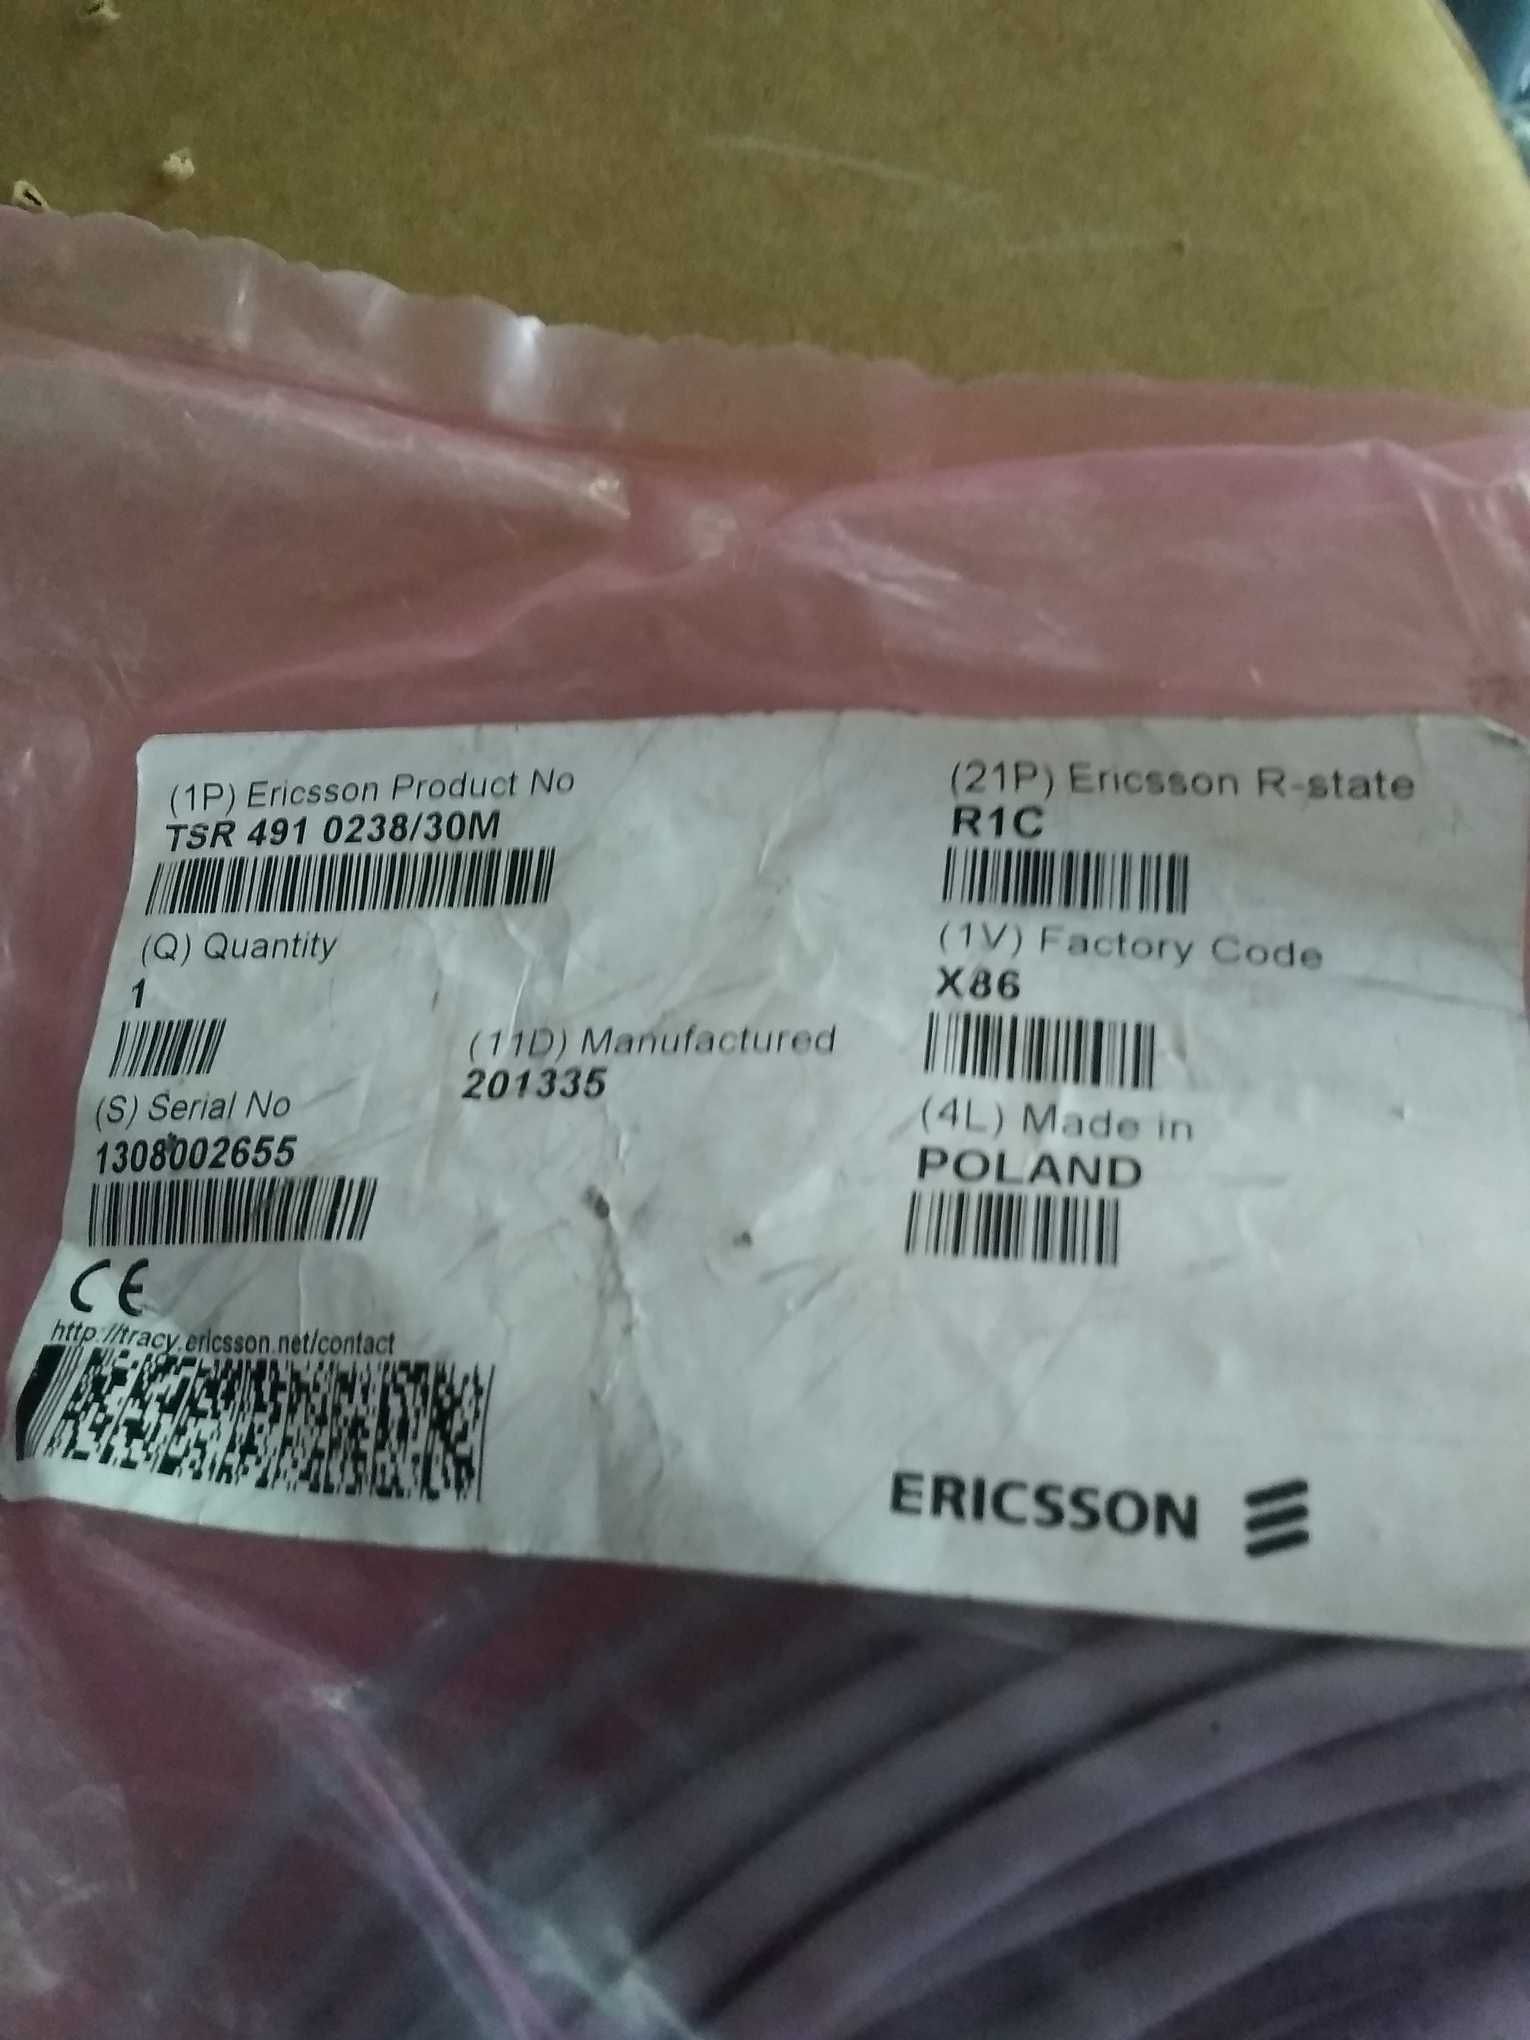 (1P) Ericsson Product No
TSR 491 0238/30M
(Q) Quantity
1
(11D) Manufactured
201335
(S) Serial No
1308002655
CE
http://tracy.ericsson.net/contact
(21P) Ericsson R-state
R1C
(1V) Factory Code
X86
(4L) Made in
POLAND
ERICSSON